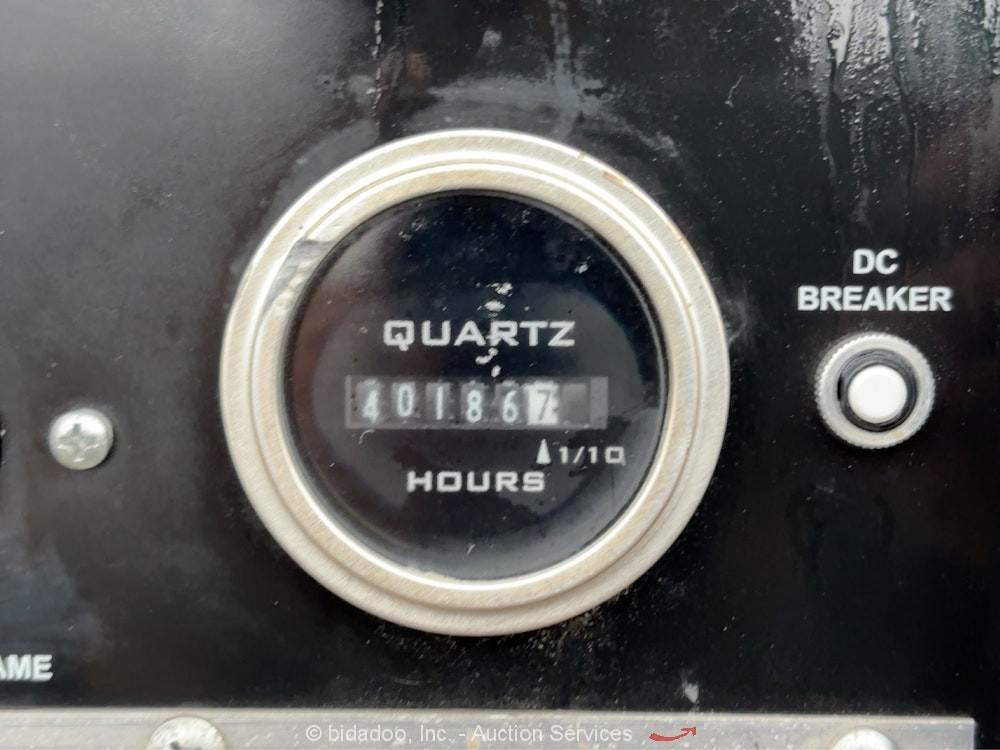 DC
BREAKER
QUARTZ
401867
1/10
HOURS
AME
© bidadoo, Inc. - Auction Services